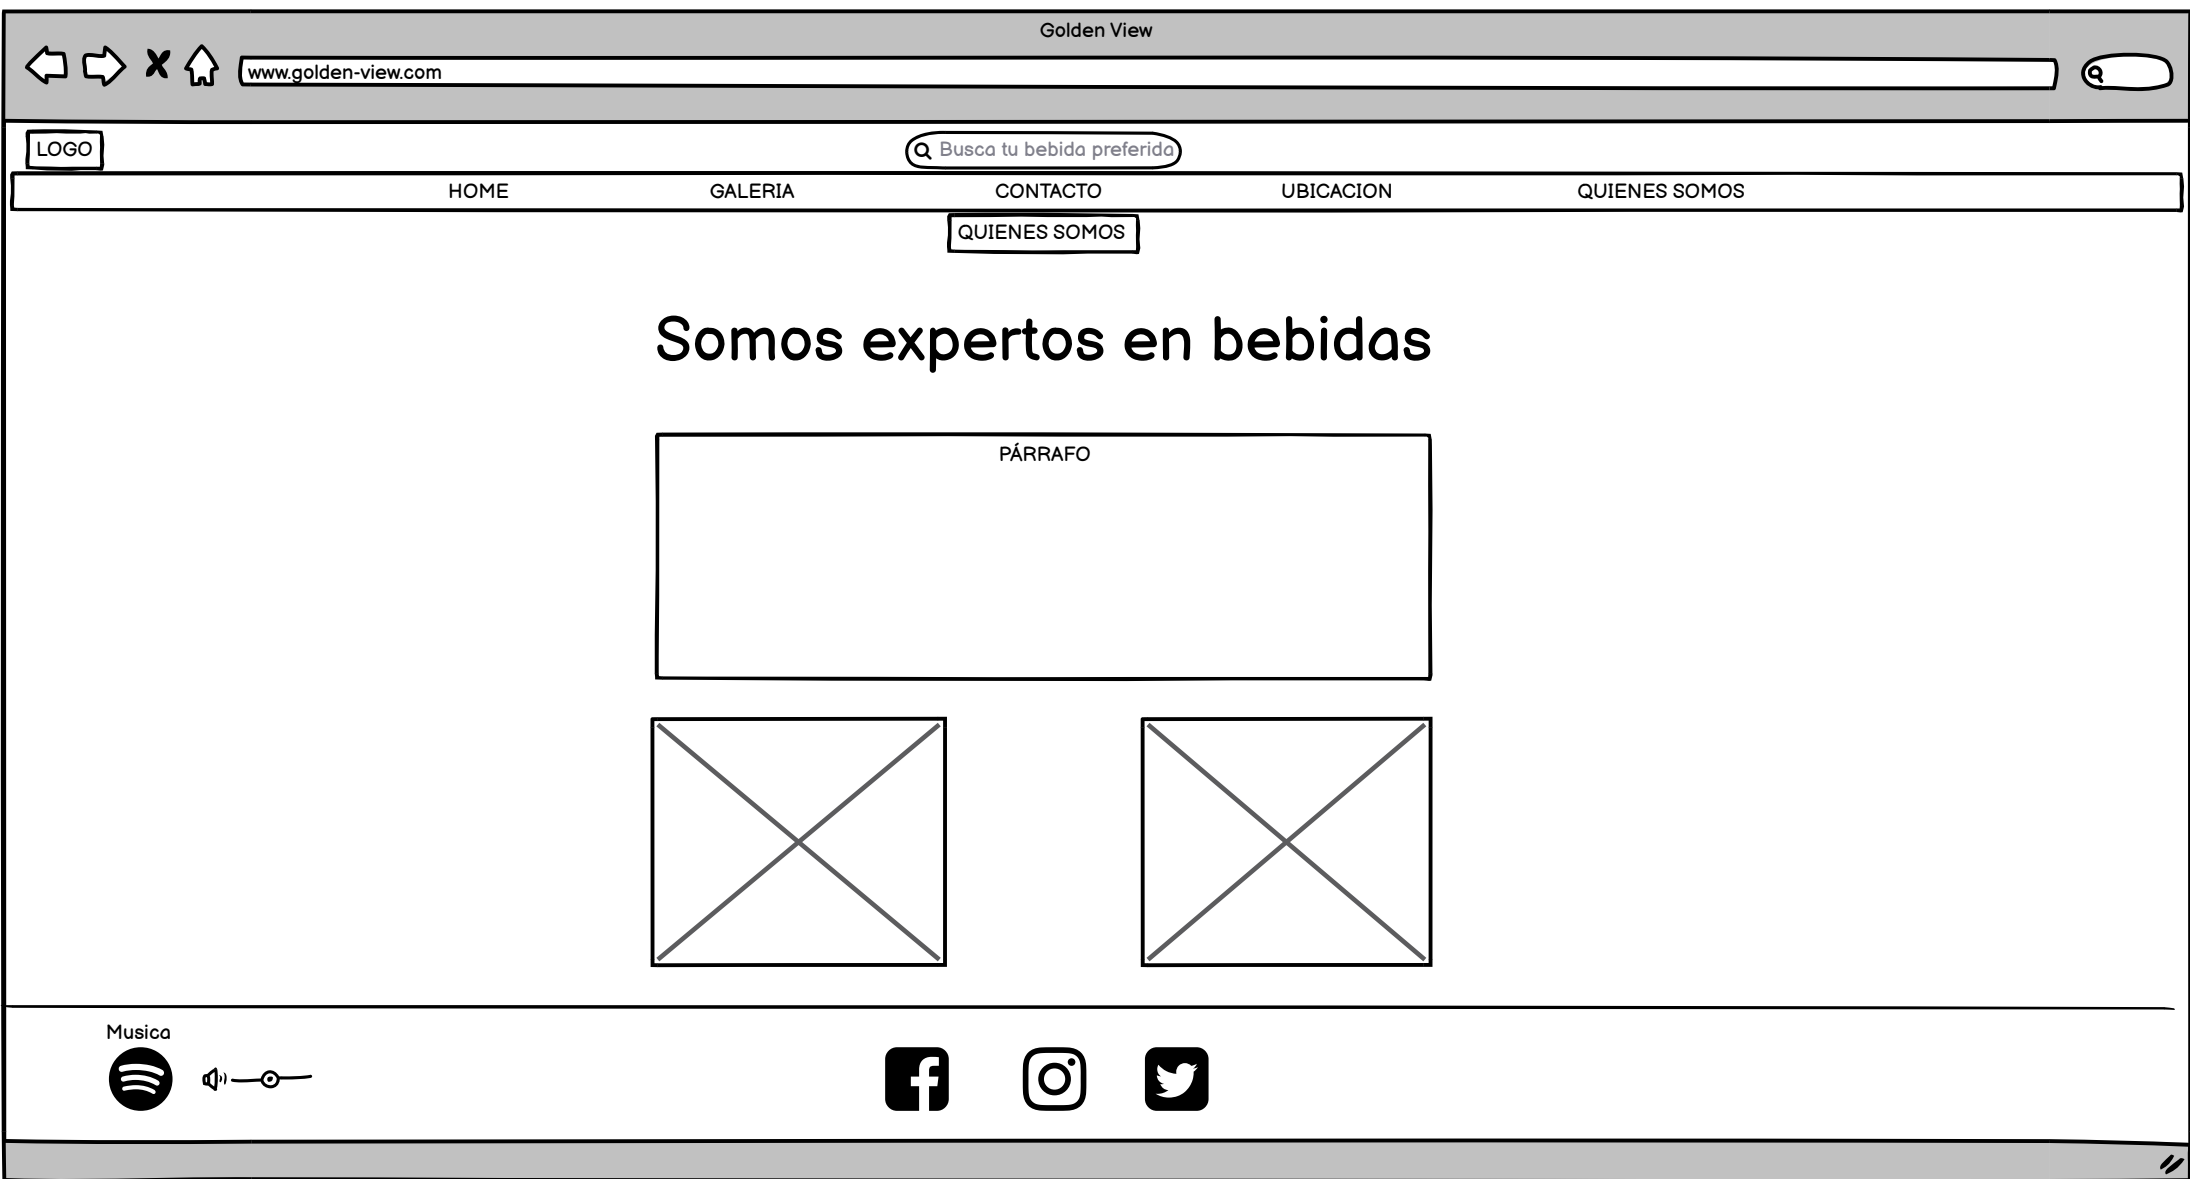 Golden View
www.golden-view.com
LOGO
Busca tu bebida preferida
HOME GALERIA CONTACTO UBICACION QUIENES SOMOS
QUIENES SOMOS
Somos expertos en bebidas
PÁRRAFO
Musica